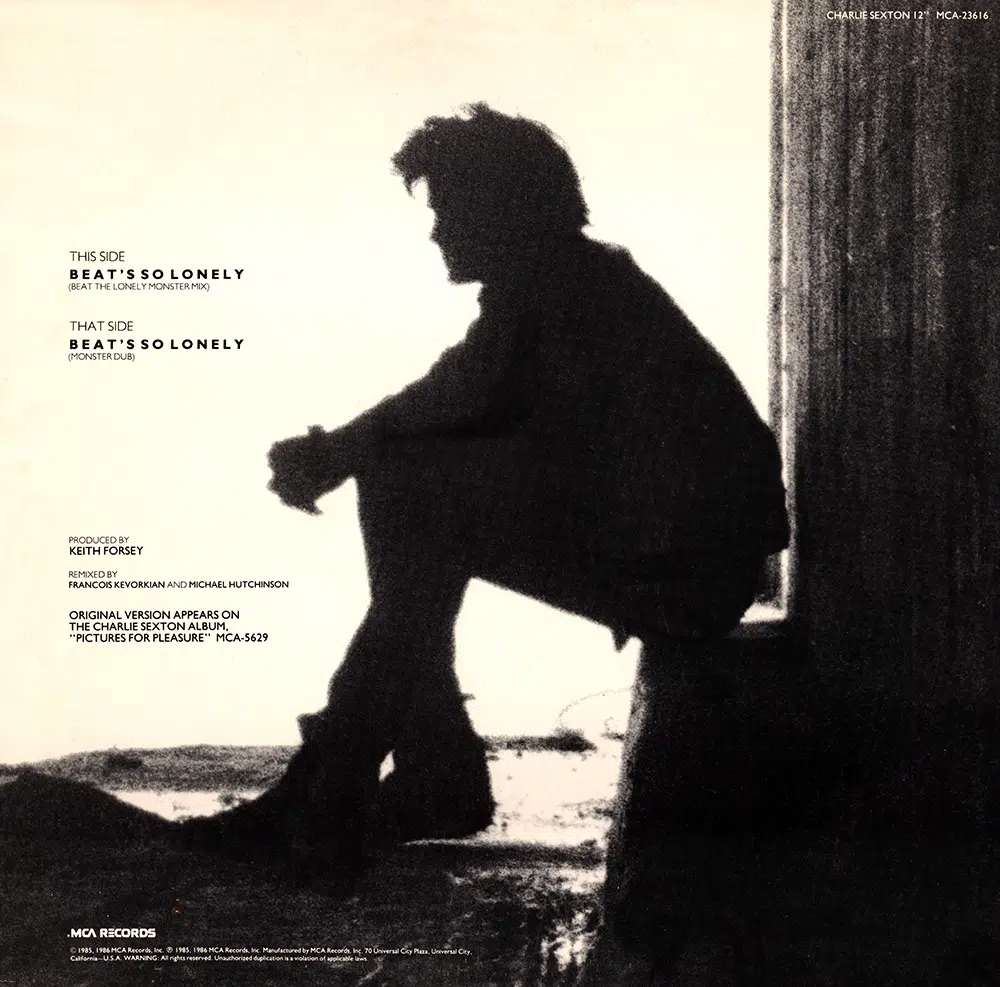 CHARLIE SEXTON 12" MCA-23616
THIS SIDE
BEAT'S SO LONELY
(BEAT THE LONELY MONSTER MIX)
THAT SIDE
BEAT'S SO LONELY
(MONSTER DUB)
PRODUCED BY
KEITH FORSEY
REMIXED BY
FRANCOIS KEVORKIAN AND MICHAEL HUTCHINSON
ORIGINAL VERSION APPEARS ON
THE CHARLIE SEXTON ALBUM,
"PICTURES FOR PLEASURE" MCA-5629
.MCA RECORDS
© 1985, 1986 MCA Records, Inc. ℗ 1985, 1986 MCA Records, Inc. Manufactured by MCA Records, Inc. 70 Universal City Plaza, Universal City,
California—U.S.A. WARNING: All rights reserved. Unauthorized duplication is a violation of applicable laws.